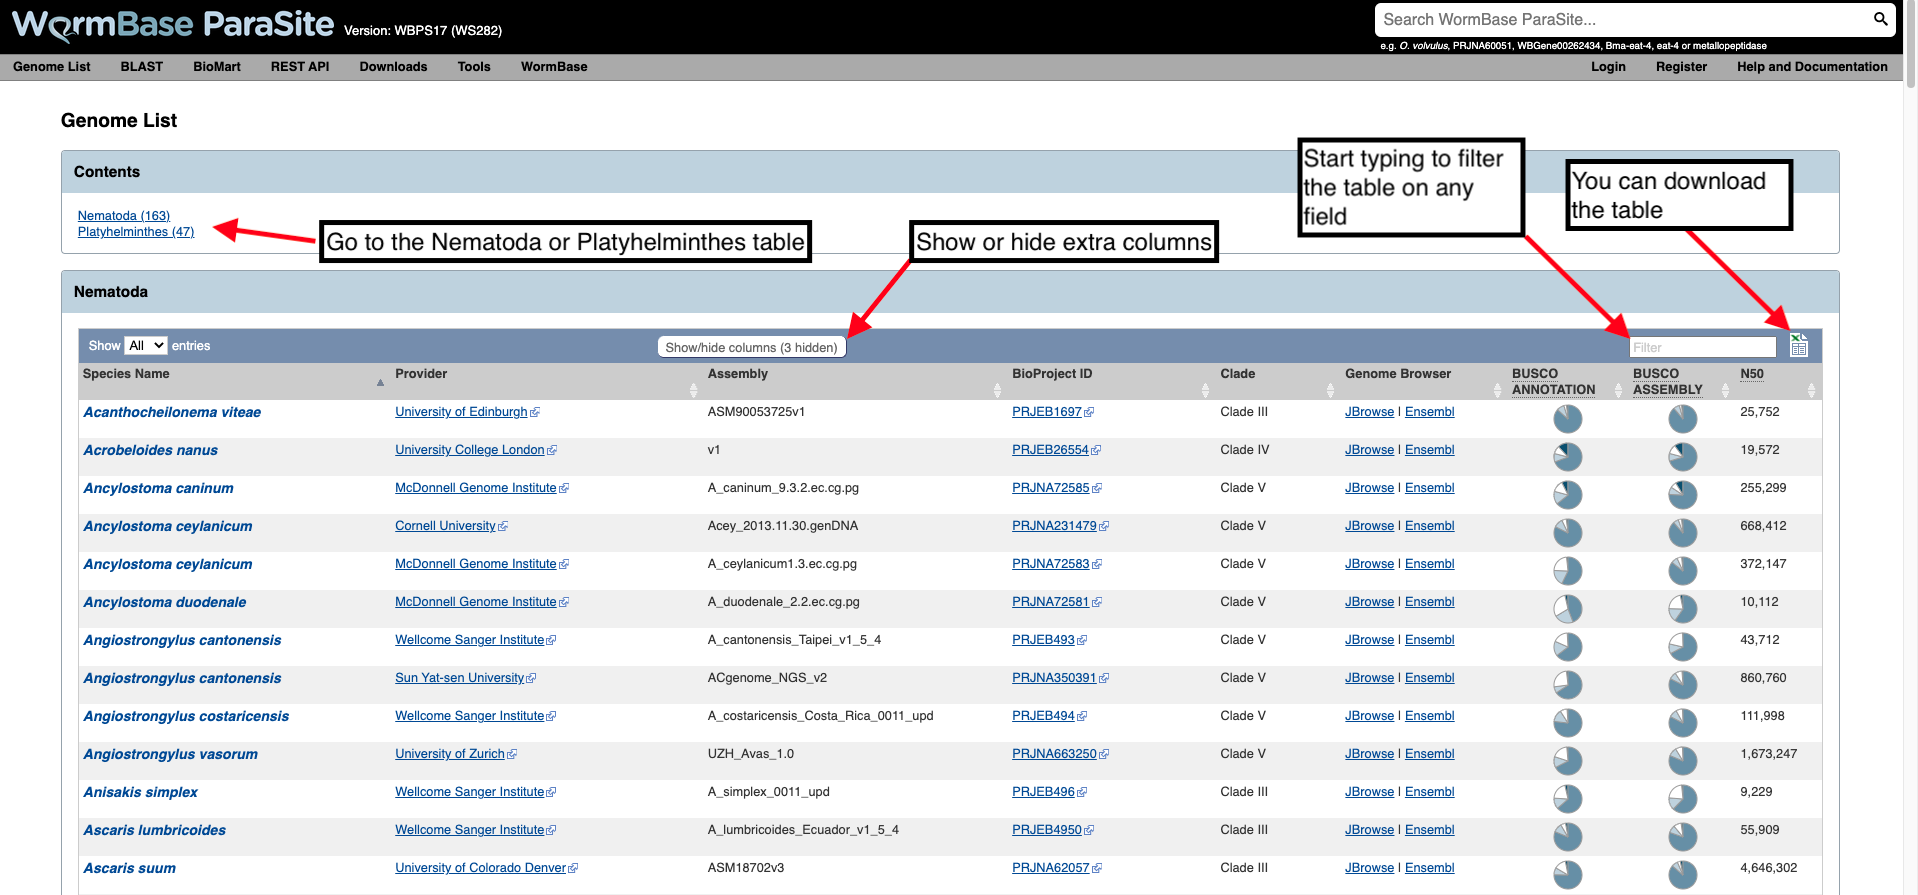 WormBase ParaSite Version: WBPS17 (WS282)
Search WormBase ParaSite...
e.g. O. volvulus, PRJNA60051, WBGene00262434, Bma-eat-4, eat-4 or metallopeptidase
Genome List BLAST BioMart REST API Downloads Tools WormBase Login Register Help and Documentation
Genome List
Contents
Nematoda (163)
Platyhelminthes (47)
Go to the Nematoda or Platyhelminthes table
Show or hide extra columns
Start typing to filter
the table on any
field
You can download
the table
Nematoda
Show All entries Show/hide columns (3 hidden) Filter
Species Name Provider Assembly BioProject ID Clade Genome Browser BUSCO ANNOTATION BUSCO ASSEMBLY N50
Acanthocheilonema viteae University of Edinburgh ASM90053725v1 PRJEB1697 Clade III JBrowse | Ensembl 25,752
Acrobeloides nanus University College London v1 PRJEB26554 Clade IV JBrowse | Ensembl 19,572
Ancylostoma caninum McDonnell Genome Institute A_caninum_9.3.2.ec.cg.pg PRJNA72585 Clade V JBrowse | Ensembl 255,299
Ancylostoma ceylanicum Cornell University Acey_2013.11.30.genDNA PRJNA231479 Clade V JBrowse | Ensembl 668,412
Ancylostoma ceylanicum McDonnell Genome Institute A_ceylanicum1.3.ec.cg.pg PRJNA72583 Clade V JBrowse | Ensembl 372,147
Ancylostoma duodenale McDonnell Genome Institute A_duodenale_2.2.ec.cg.pg PRJNA72581 Clade V JBrowse | Ensembl 10,112
Angiostrongylus cantonensis Wellcome Sanger Institute A_cantonensis_Taipei_v1_5_4 PRJEB493 Clade V JBrowse | Ensembl 43,712
Angiostrongylus cantonensis Sun Yat-sen University ACgenome_NGS_v2 PRJNA350391 Clade V JBrowse | Ensembl 860,760
Angiostrongylus costaricensis Wellcome Sanger Institute A_costaricensis_Costa_Rica_0011_upd PRJEB494 Clade V JBrowse | Ensembl 111,998
Angiostrongylus vasorum University of Zurich UZH_Avas_1.0 PRJNA663250 Clade V JBrowse | Ensembl 1,673,247
Anisakis simplex Wellcome Sanger Institute A_simplex_0011_upd PRJEB496 Clade III JBrowse | Ensembl 9,229
Ascaris lumbricoides Wellcome Sanger Institute A_lumbricoides_Ecuador_v1_5_4 PRJEB4950 Clade III JBrowse | Ensembl 55,909
Ascaris suum University of Colorado Denver ASM18702v3 PRJNA62057 Clade III JBrowse | Ensembl 4,646,302